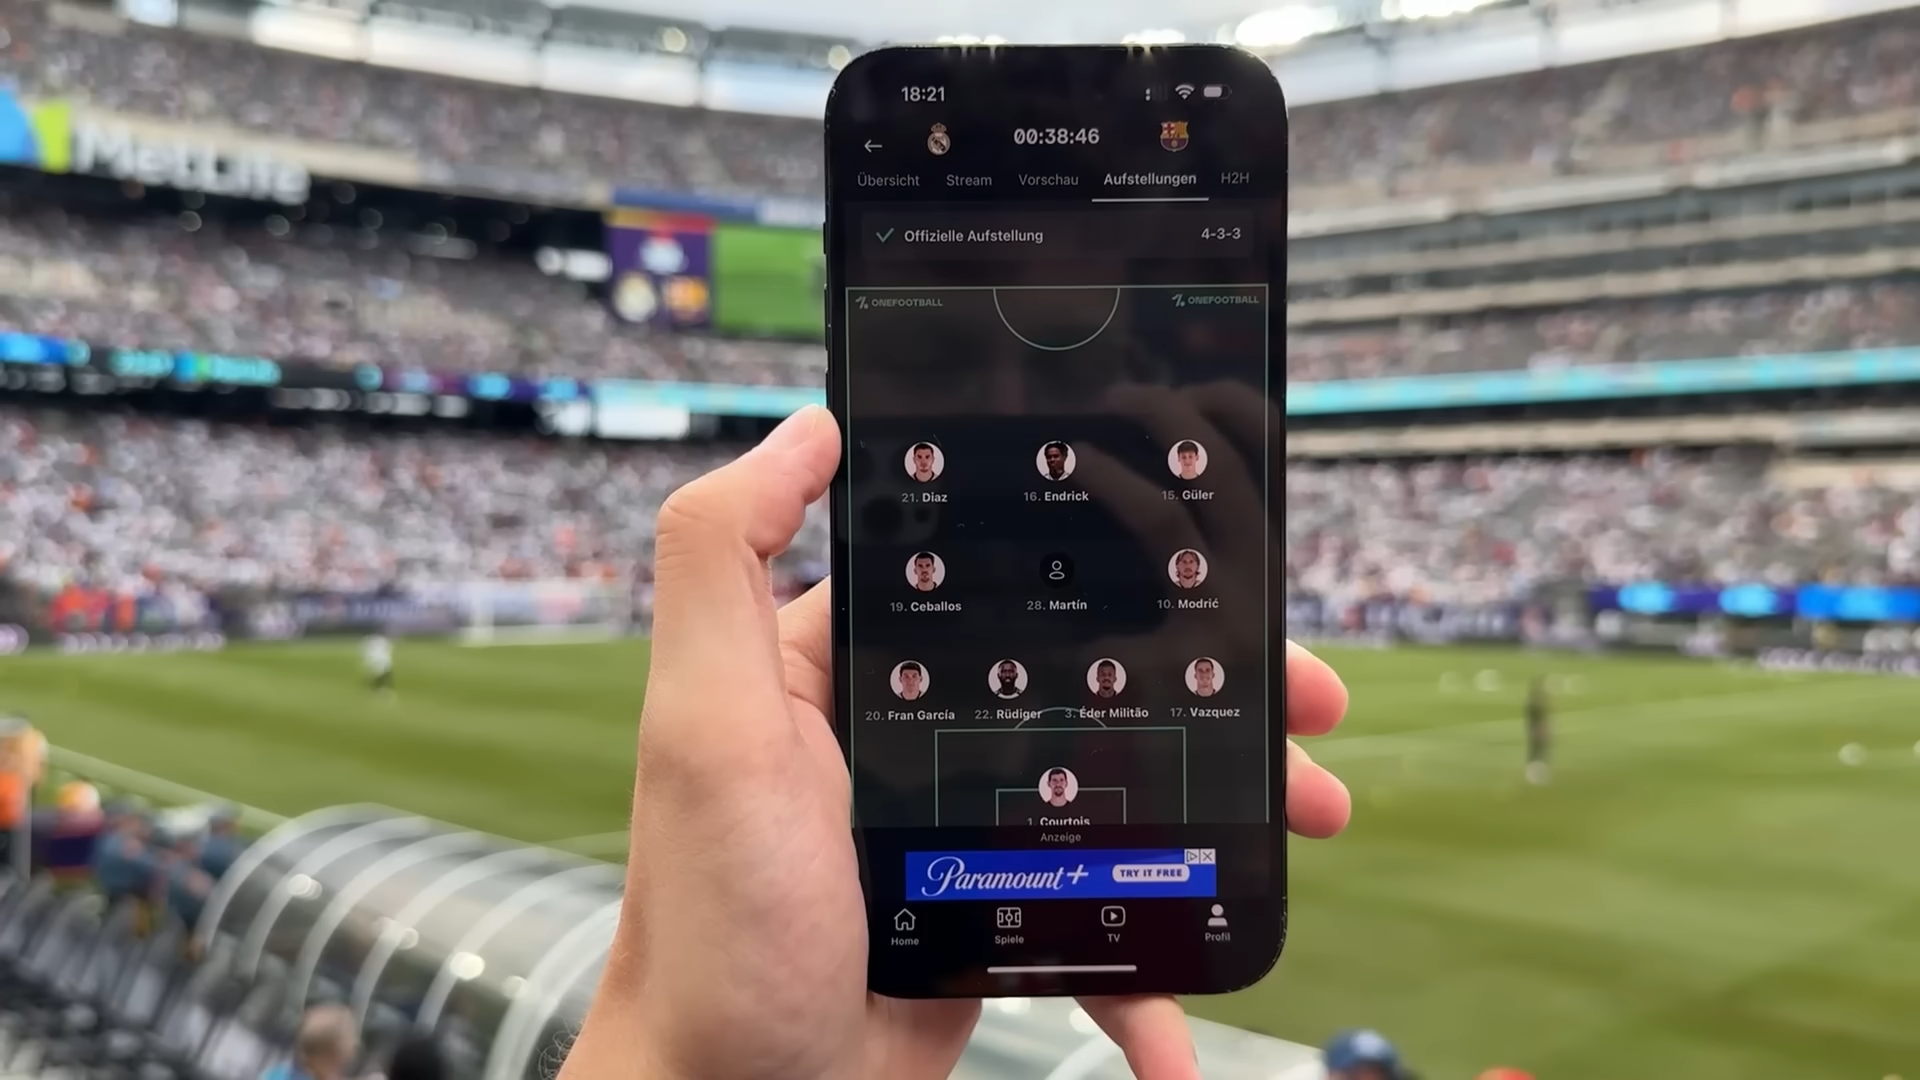 MetLife
18:21
00:38:46
Übersicht Stream Vorschau Aufstellungen H2H
Offizielle Aufstellung 4-3-3
ONEFOOTBALL ONEFOOTBALL
21. Diaz 16. Endrick 15. Güler
19. Ceballos 28. Martín 10. Modrić
20. Fran García 22. Rüdiger 3. Éder Militão 17. Vazquez
1. Courtois
Anzeige
Paramount+ TRY IT FREE
Home Spiele TV Profil